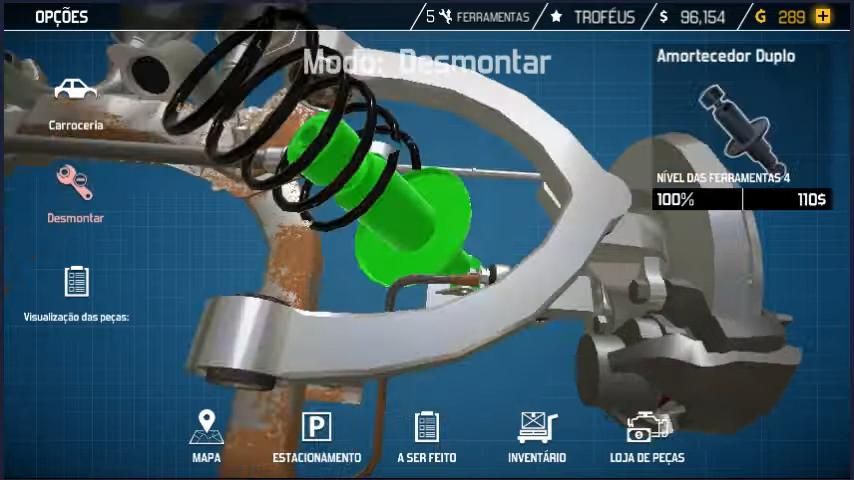 OPÇÕES
5 FERRAMENTAS
TROFÉUS
$ 96,154
G 289
Modo: Desmontar
Amortecedor Duplo
Carroceria
NÍVEL DAS FERRAMENTAS 4
100% 110$
Desmontar
Visualização das peças:
MAPA
P
ESTACIONAMENTO
A SER FEITO
INVENTÁRIO
LOJA DE PEÇAS